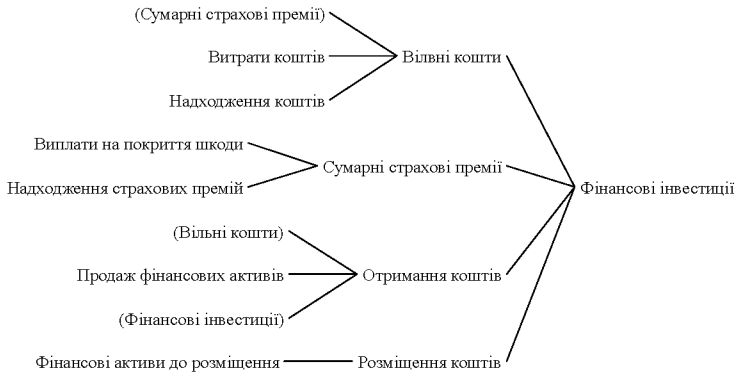 (Сумарні страхові премії)
Витрати коштів
Вілвні кошти
Надходження коштів
Виплати на покриття шкоди
Сумарні страхові премії
Надходження страхових премій
Фінансові інвестиції
(Вільні кошти)
Продаж фінансових активів
Отримання коштів
(Фінансові інвестиції)
Фінансові активи до розміщення
Розміщення коштів